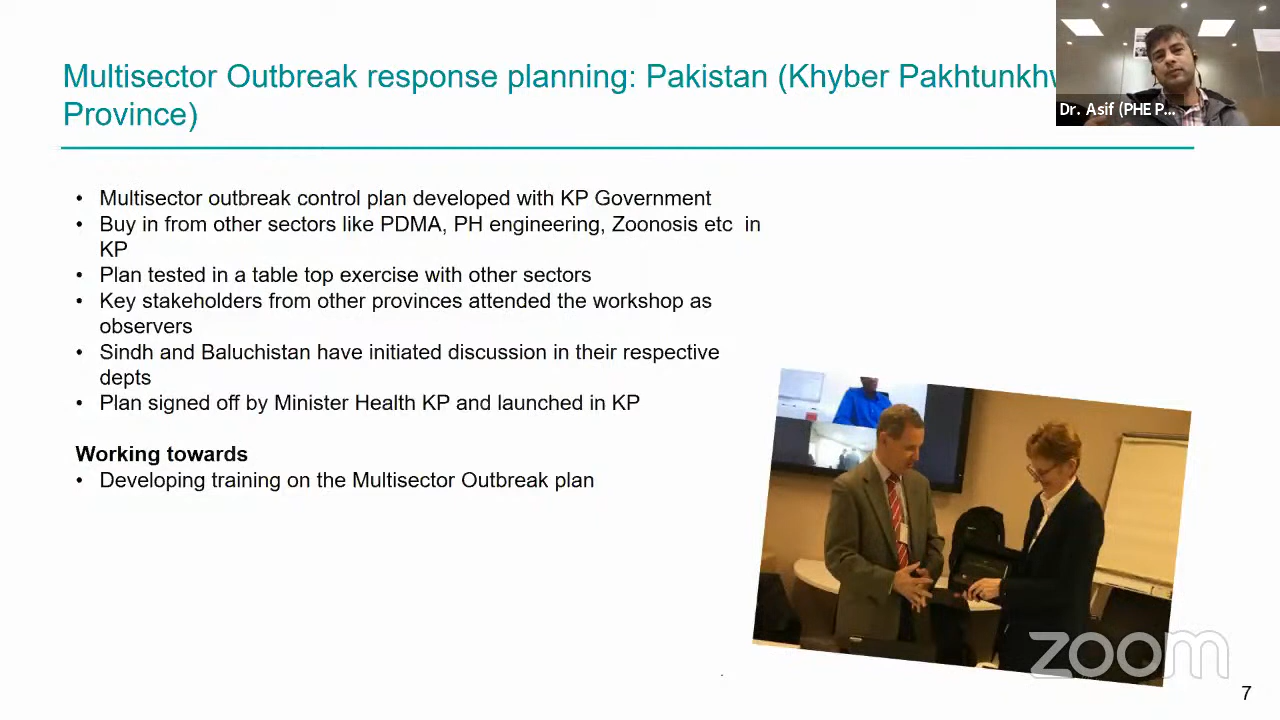 Multisector Outbreak response planning: Pakistan (Khyber Pakhtunkhw
Province)
Dr. Asif (PHE P...
• Multisector outbreak control plan developed with KP Government
• Buy in from other sectors like PDMA, PH engineering, Zoonosis etc in
KP
• Plan tested in a table top exercise with other sectors
• Key stakeholders from other provinces attended the workshop as
observers
• Sindh and Baluchistan have initiated discussion in their respective
depts
• Plan signed off by Minister Health KP and launched in KP
Working towards
• Developing training on the Multisector Outbreak plan
zoom
7